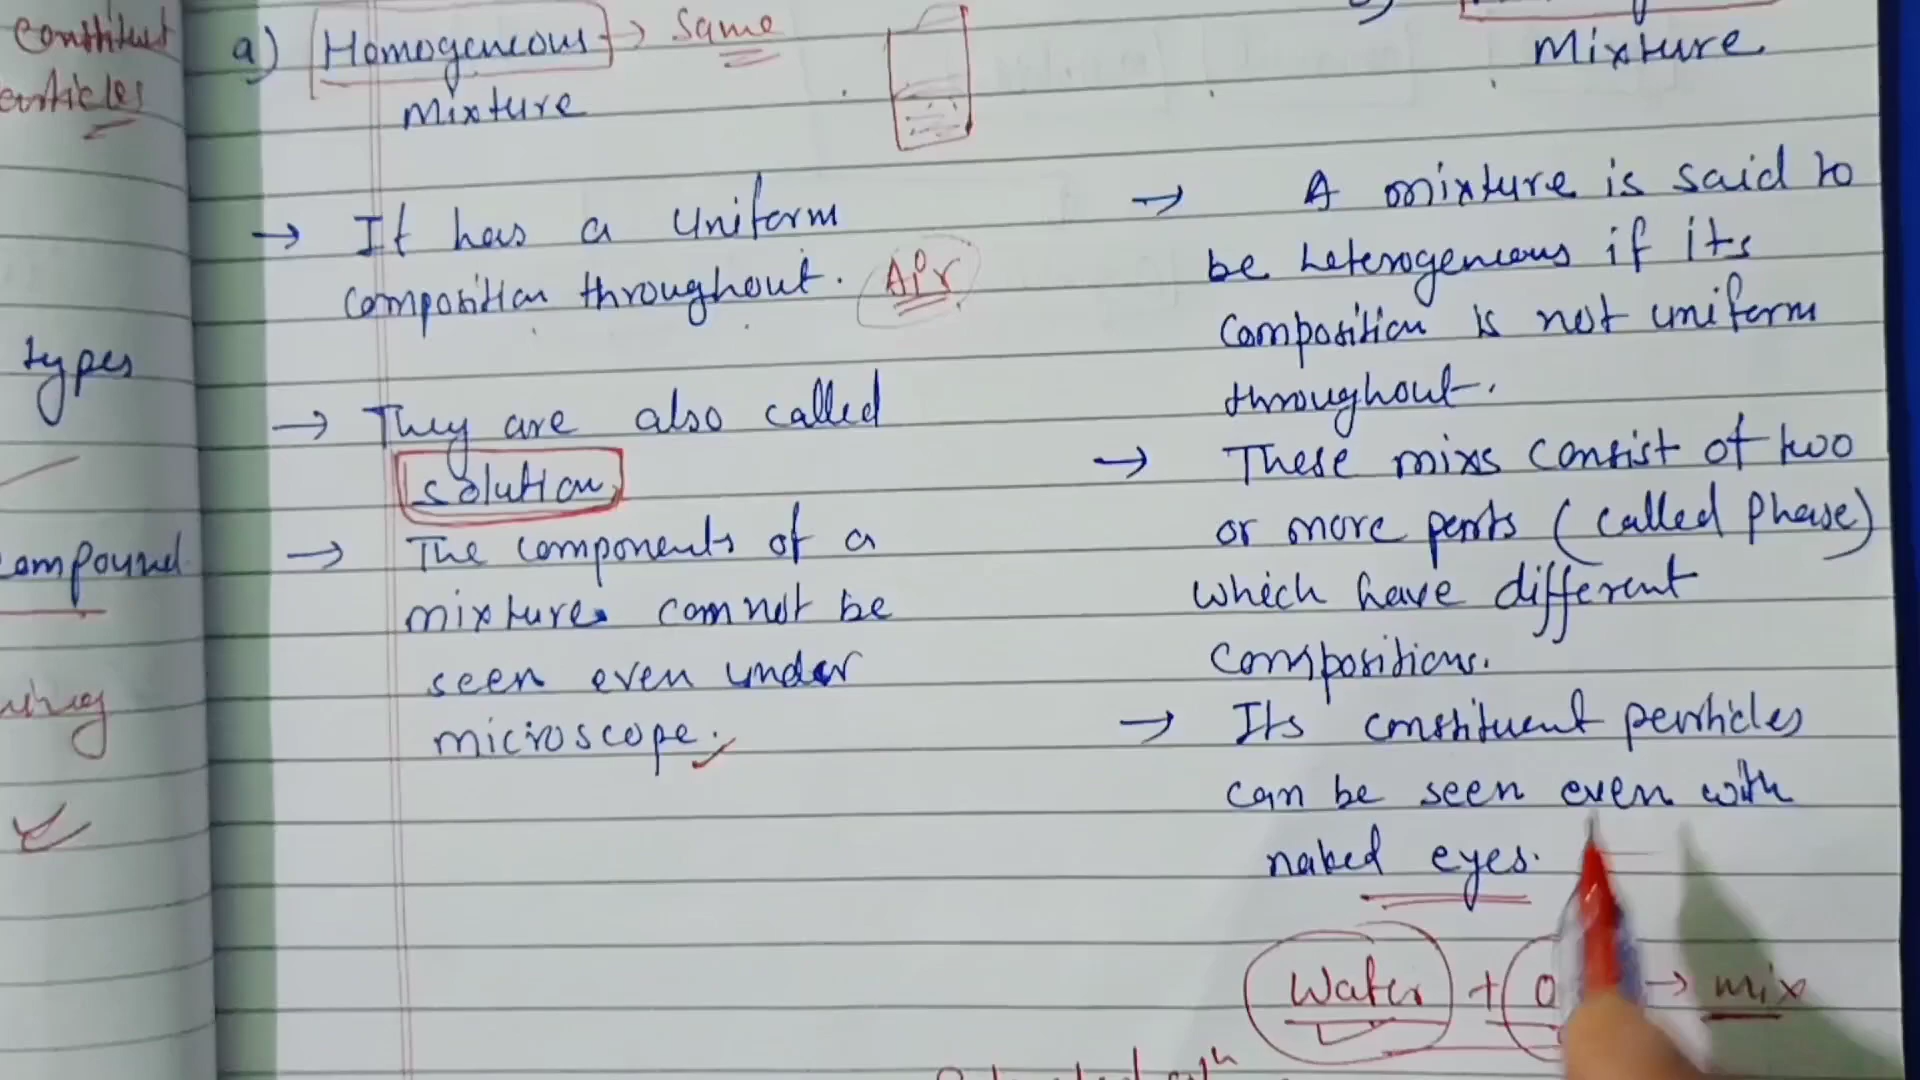 constituent
particles
types
compound
a) Homogeneous → Same
mixture
→ It has a uniform
composition throughout. Air
→ They are also called
solution
→ The components of a
mixture cannot be
seen even under
microscope.
Mixture
→ A mixture is said to
be heterogeneous if its
composition is not uniform
throughout.
→ These mixs consist of two
or more parts (called phase)
which have different
compositions.
→ Its constituent particles
can be seen even with
naked eyes.
Water + O → mix